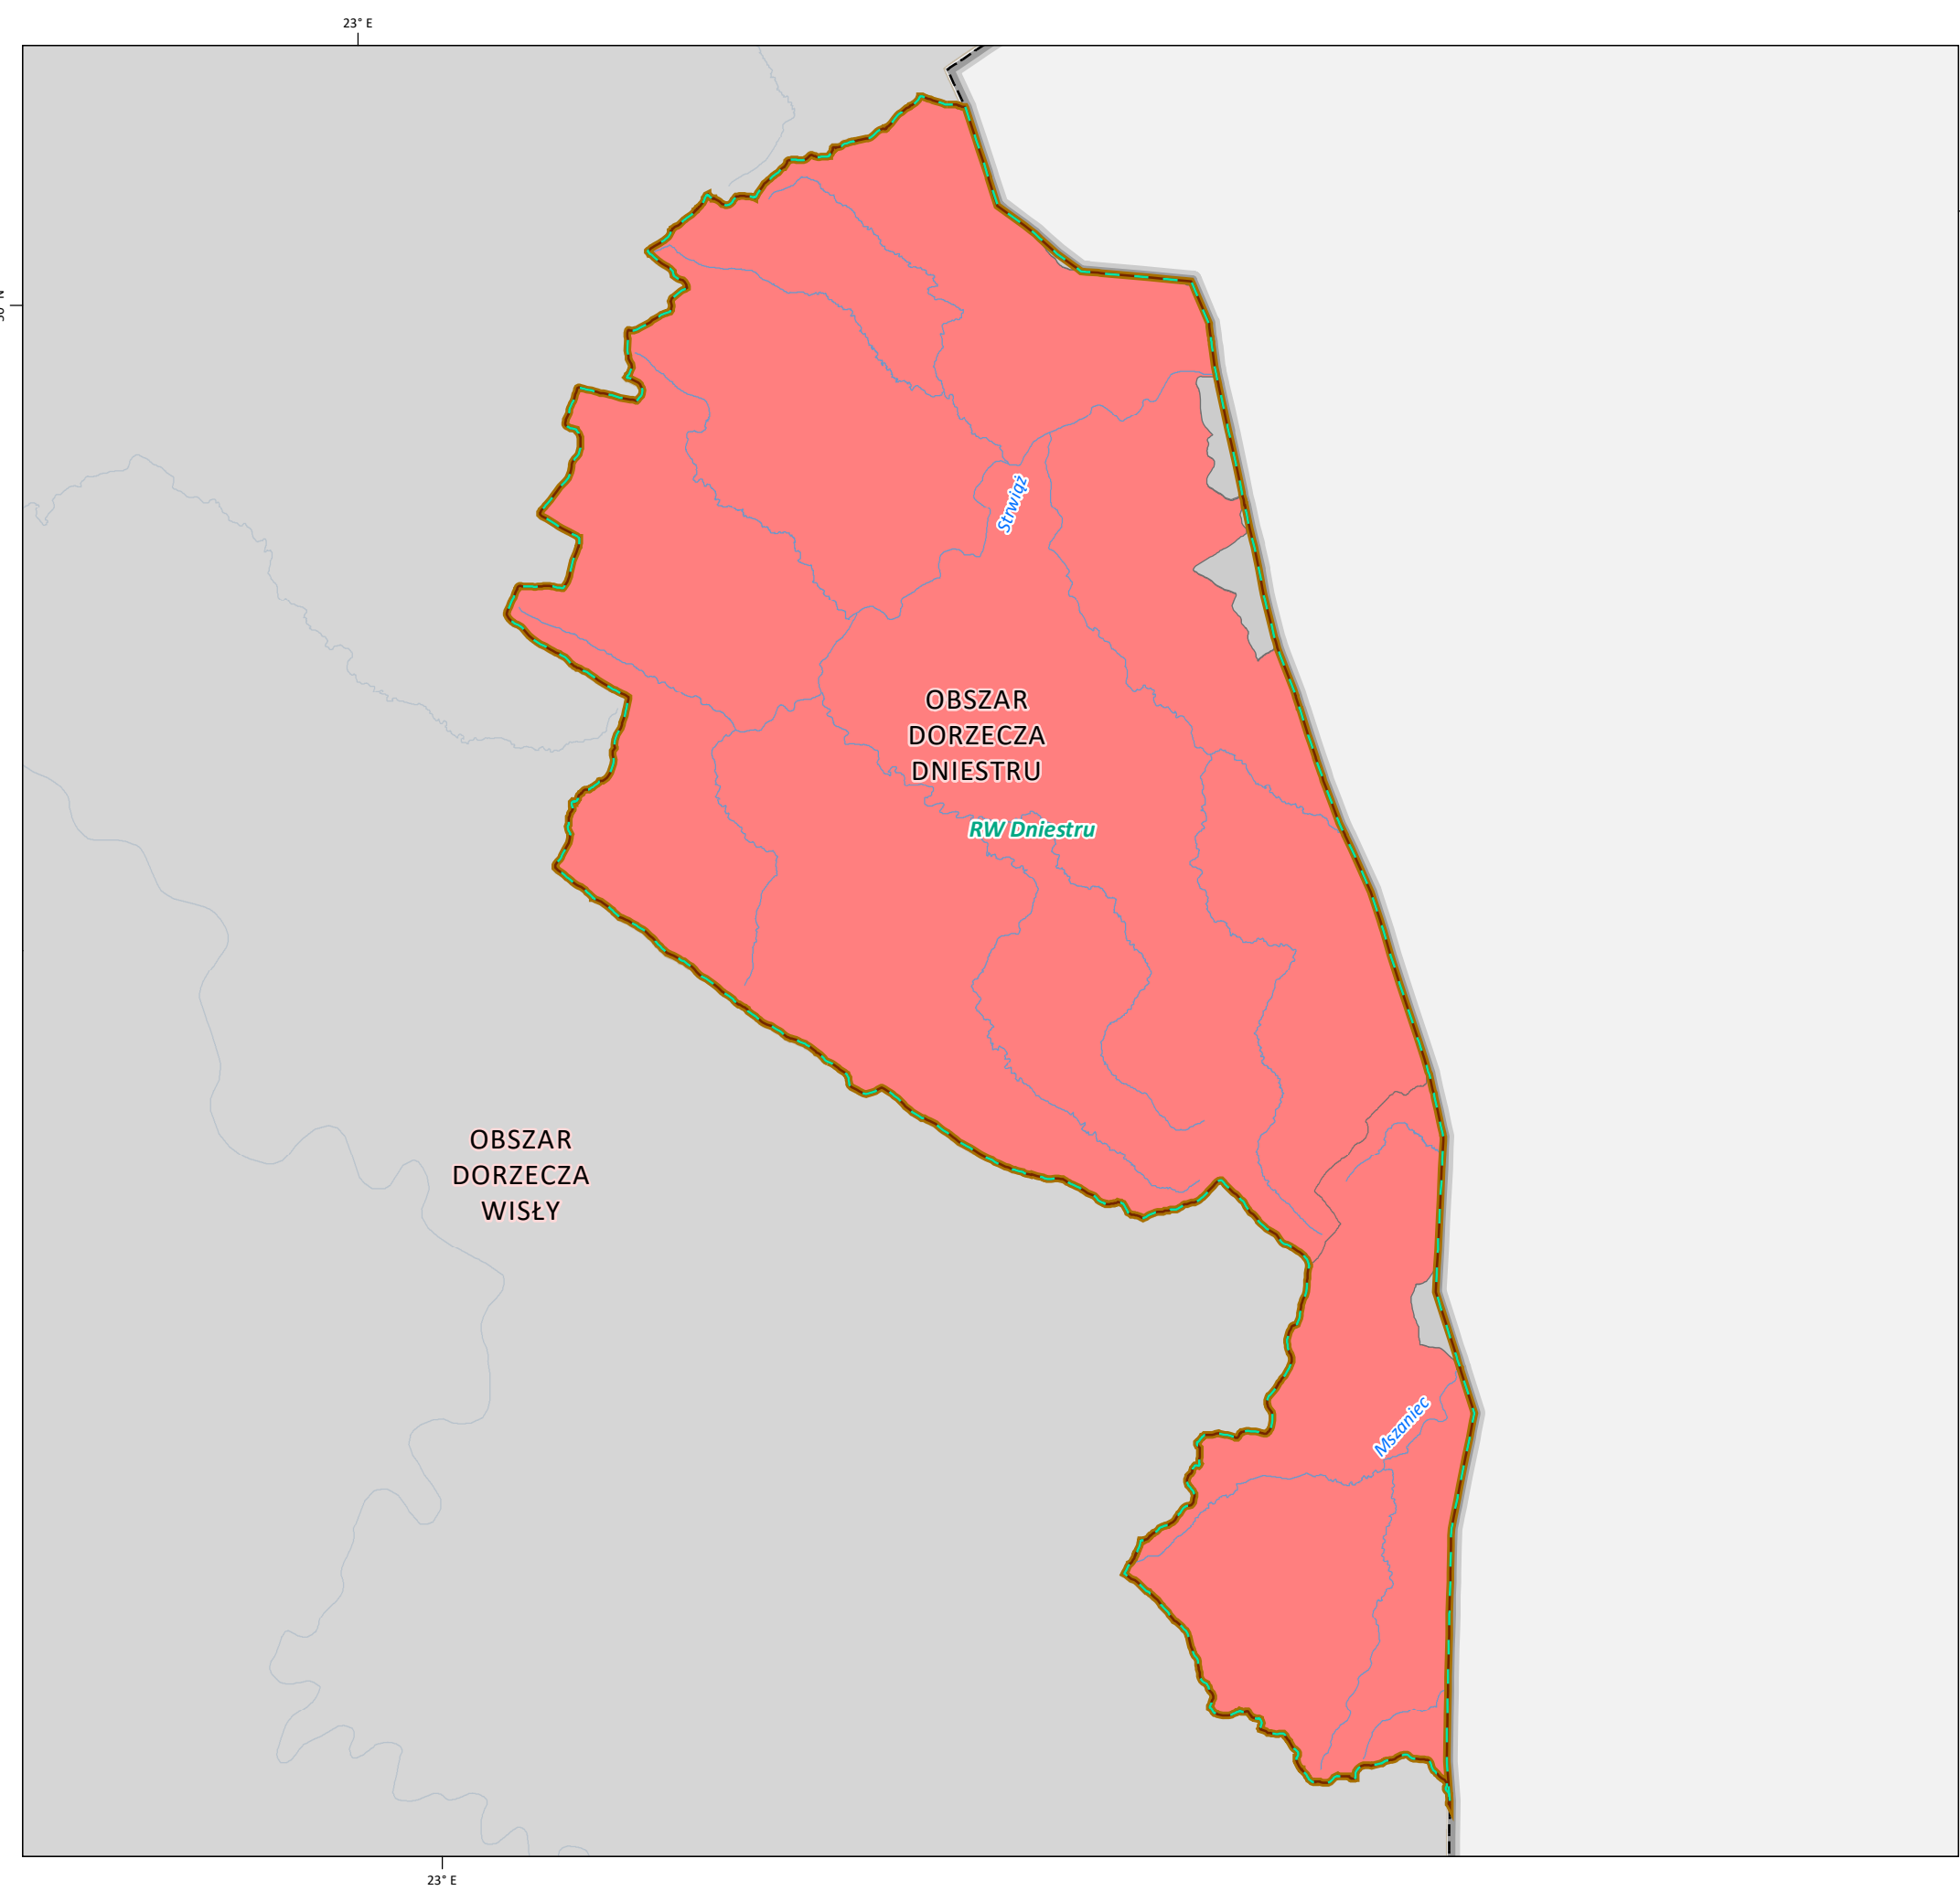 23° E
Strwiąż
OBSZAR
DORZECZA
DNIESTRU
RW Dniestru
OBSZAR
DORZECZA
WISŁY
Mszaniec
23° E